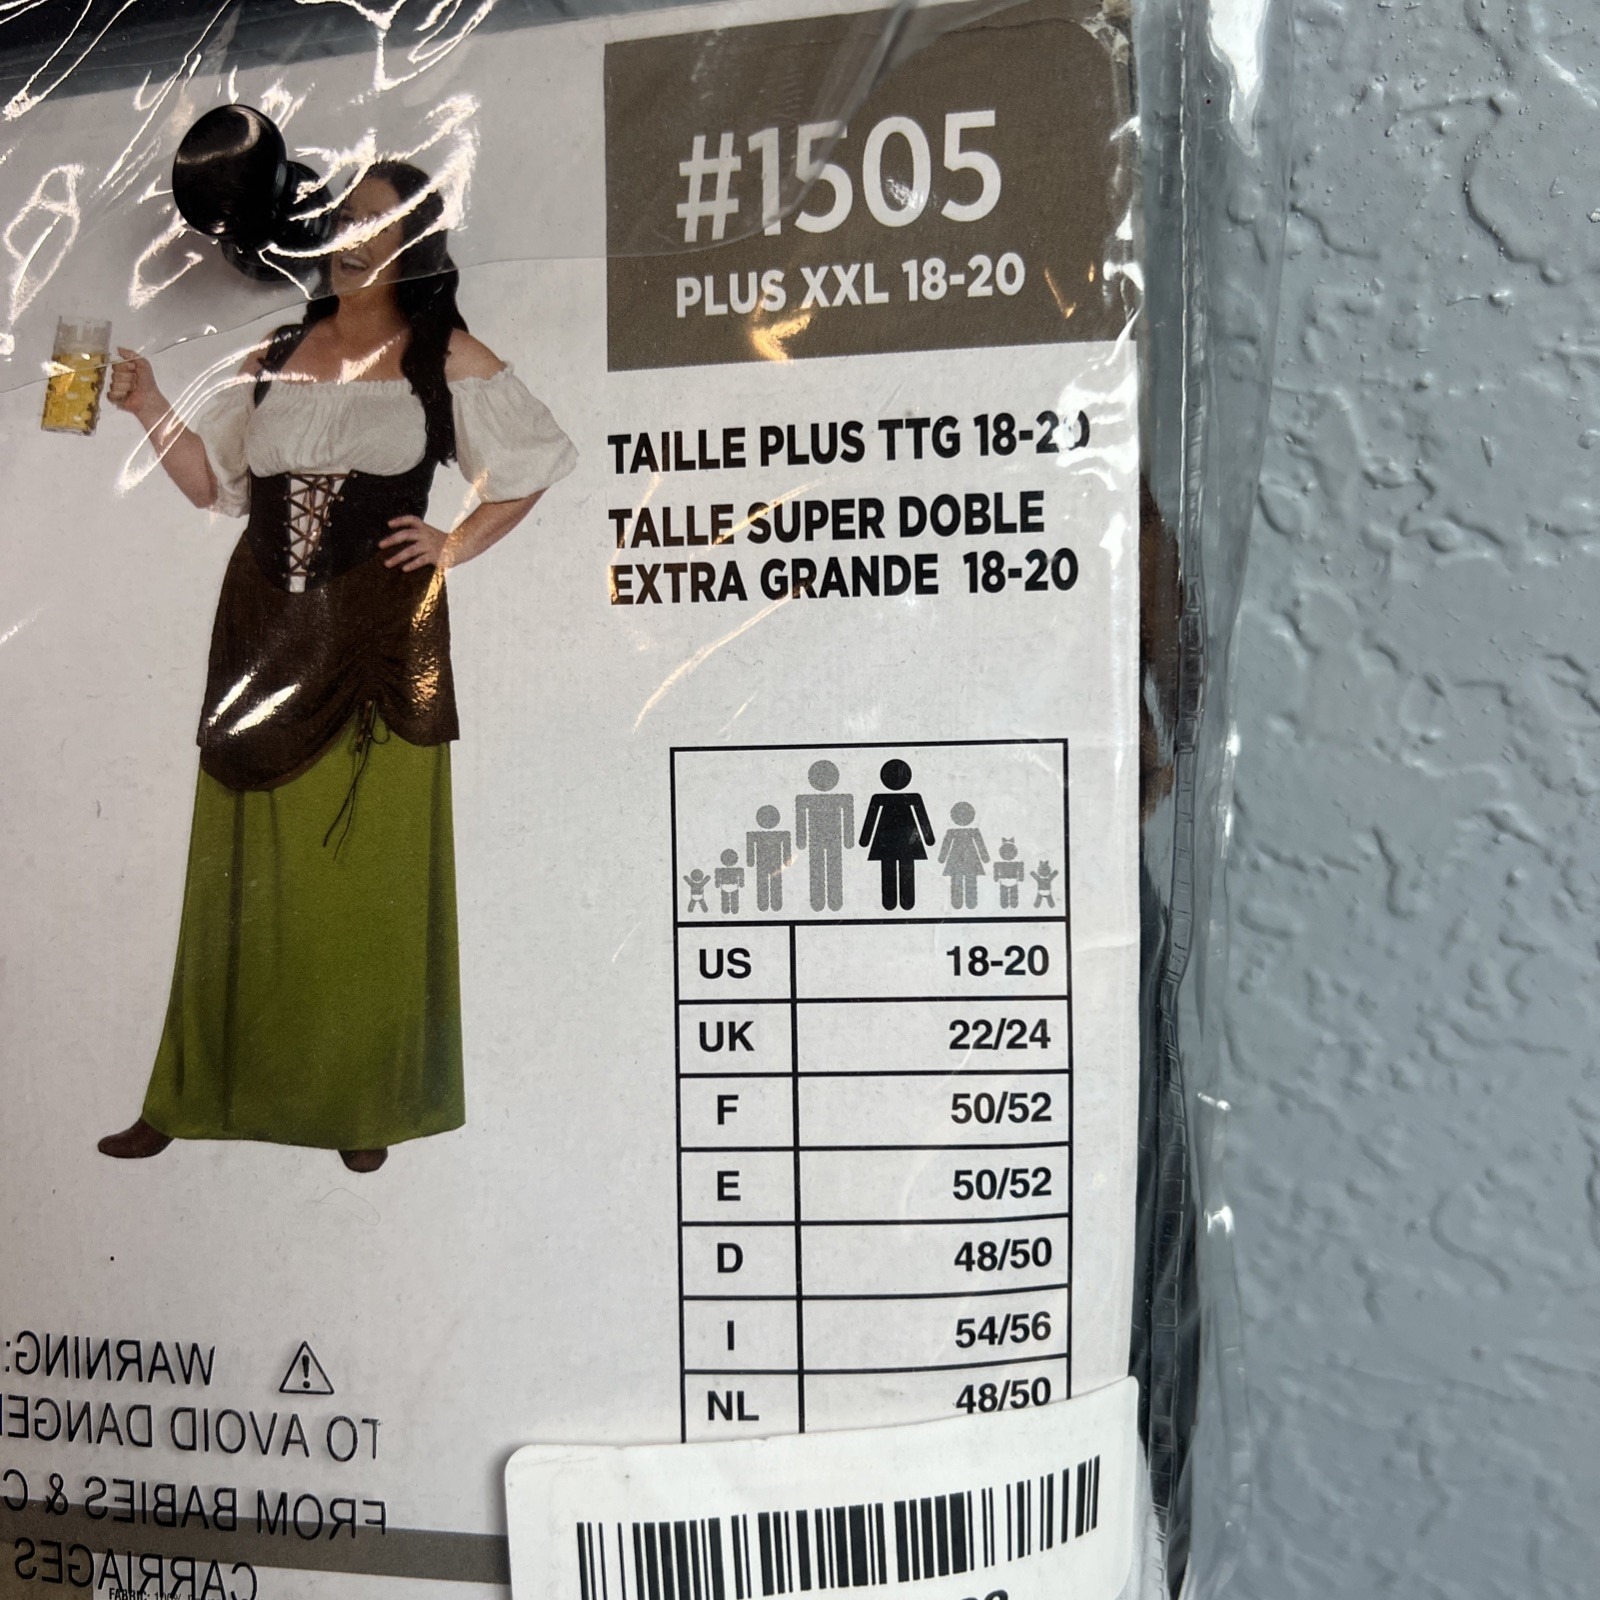 #1505
PLUS XXL 18-20
TAILLE PLUS TTG 18-20
TALLE SUPER DOBLE
EXTRA GRANDE 18-20
US 18-20
UK 22/24
F 50/52
E 50/52
D 48/50
I 54/56
NL 48/50
WARNING:
TO AVOID DANGE
FROM BABIES & C
CARRIAGES
FABRIC: 100%